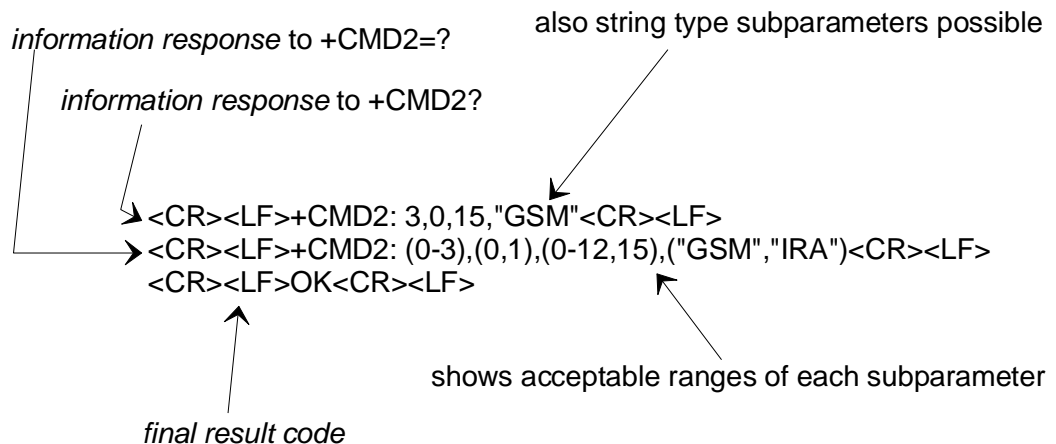 also string type subparameters possible
information response to +CMD2=?
information response to +CMD2?
<CR><LF>+CMD2: 3,0,15,"GSM"<CR><LF>
<CR><LF>+CMD2: (0-3),(0,1),(0-12,15),("GSM","IRA")<CR><LF>
<CR><LF>OK<CR><LF>
shows acceptable ranges of each subparameter
final result code